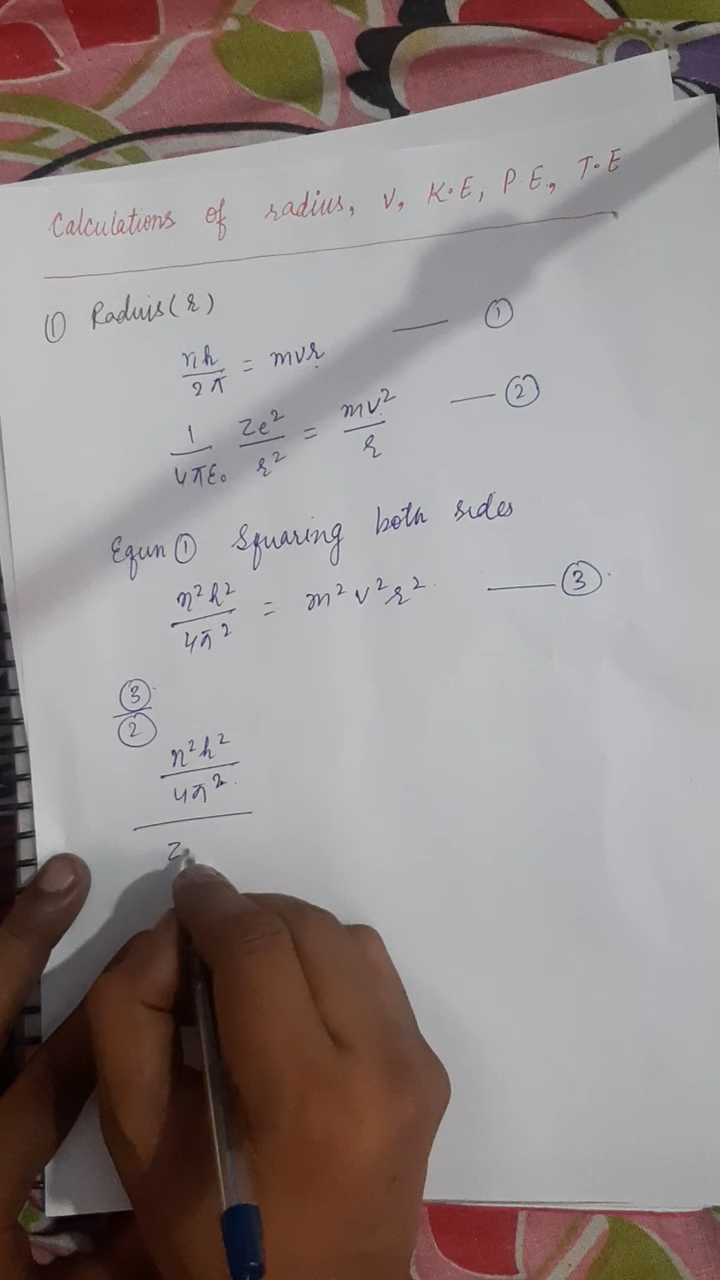 Calculations of radius, v, K.E, P.E., T.E
① Raduis(r)
nh/2π = mvr — ①
1/4πε₀ Ze²/r² = mv²/r — ②
Equn ① Squaring both sides
n²h²/4π² = m²v²r² — ③
③/②
n²h²/4π²
Z